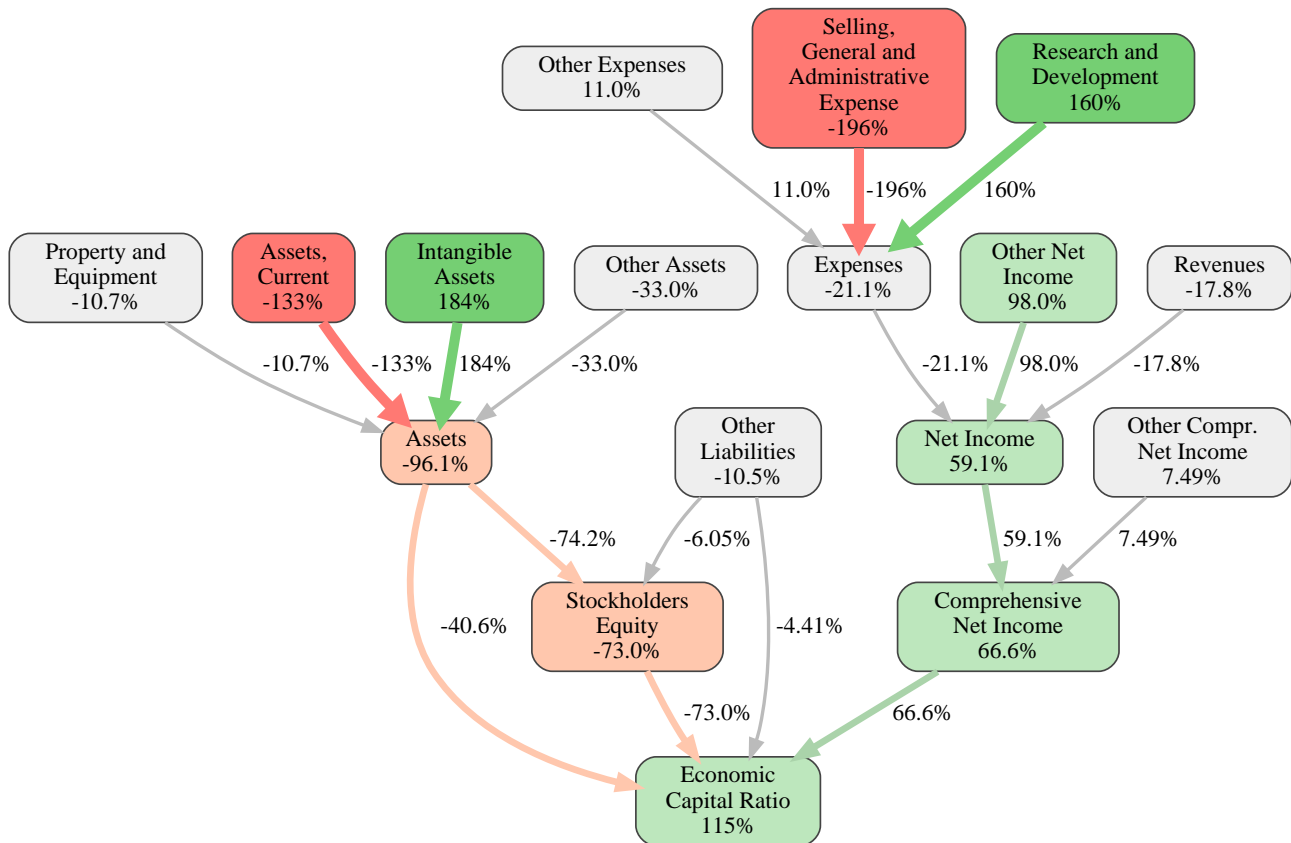 Selling,
General and
Administrative
Expense
-196%
Research and
Development
160%
Other Expenses
11.0%
11.0%
-196%
160%
Property and
Equipment
-10.7%
Assets,
Current
-133%
Intangible
Assets
184%
Other Assets
-33.0%
Expenses
-21.1%
Other Net
Income
98.0%
Revenues
-17.8%
-10.7%
-133%
184%
-33.0%
-21.1%
98.0%
-17.8%
Assets
-96.1%
Other
Liabilities
-10.5%
Net Income
59.1%
Other Compr.
Net Income
7.49%
-74.2%
-6.05%
59.1%
7.49%
-40.6%
Stockholders
Equity
-73.0%
-4.41%
Comprehensive
Net Income
66.6%
-73.0%
66.6%
Economic
Capital Ratio
115%